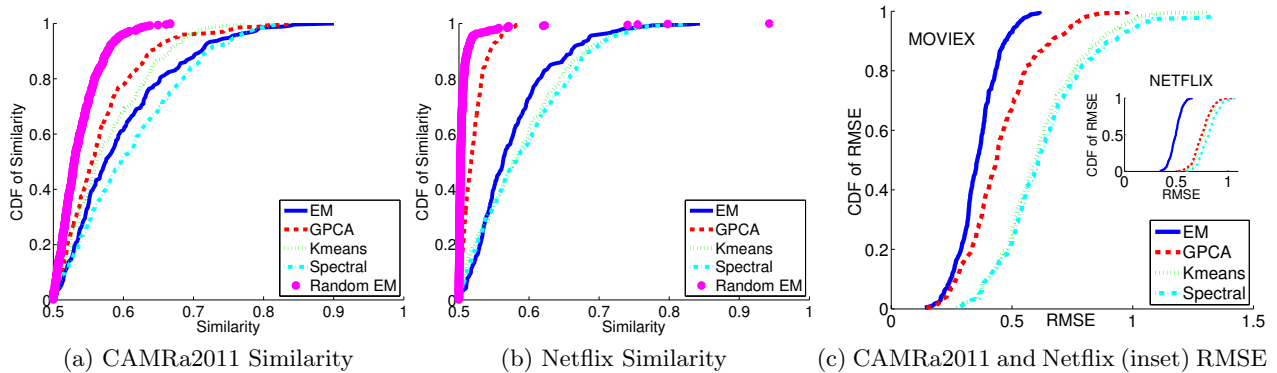 1
0.8
0.6
0.4
0.2
0
0.5
0.6
0.7
0.8
0.9
1
CDF of Similarity
Similarity
EM
GPCA
Kmeans
Spectral
Random EM
(a) CAMRa2011 Similarity
1
0.8
0.6
0.4
0.2
0
0.5
0.6
0.7
0.8
0.9
1
CDF of Similarity
Similarity
EM
GPCA
Kmeans
Spectral
Random EM
(b) Netflix Similarity
1
0.8
0.6
0.4
0.2
0
0
0.5
1
1.5
CDF of RMSE
RMSE
MOVIEX
NETFLIX
1
0.5
0
0
0.5
1
CDF of RMSE
RMSE
EM
GPCA
Kmeans
Spectral
(c) CAMRa2011 and Netflix (inset) RMSE